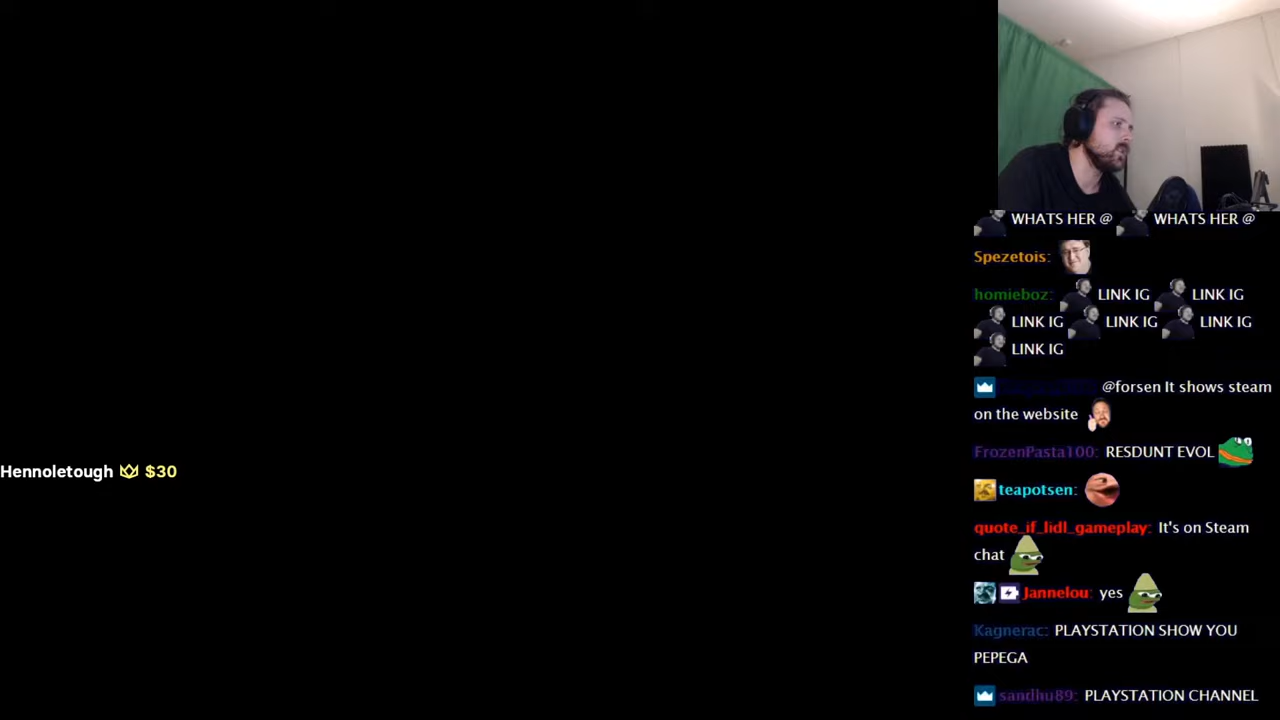 WHATS HER @ WHATS HER @
Spezetois:
homieboz: LINK IG LINK IG
LINK IG LINK IG LINK IG
LINK IG
@forsen It shows steam
on the website
Hennoletough $30
FrozenPasta100: RESDUNT EVOL
teapotsen:
quote_if_lidl_gameplay: It's on Steam
chat
Jannelou: yes
Kagnerac: PLAYSTATION SHOW YOU
PEPEGA
sandhu89: PLAYSTATION CHANNEL